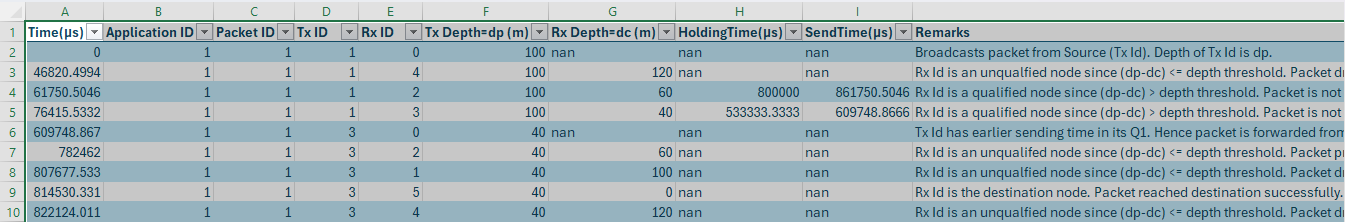 A B C D E F G H I
1 Time(µs) Application ID Packet ID Tx ID Rx ID Tx Depth=dp (m) Rx Depth=dc (m) HoldingTime(µs) SendTime(µs) Remarks
2 0 1 1 1 0 100 nan nan nan Broadcasts packet from Source (Tx Id). Depth of Tx Id is dp.
3 46820.4994 1 1 1 4 100 120 nan nan Rx Id is an unqualfied node since (dp-dc) <= depth threshold. Packet
4 61750.5046 1 1 1 2 100 60 800000 861750.5046 Rx Id is a qualified node since (dp-dc) > depth threshold. Packet is not
5 76415.5332 1 1 1 3 100 40 533333.3333 609748.8666 Rx Id is a qualified node since (dp-dc) > depth threshold. Packet is not
6 609748.867 1 1 3 0 40 nan nan nan Tx Id has earlier sending time in its Q1. Hence packet is forwarded from
7 782462 1 1 3 2 40 60 nan nan Rx Id is an unqualifed node since (dp-dc) <= depth threshold. Packet
8 807677.533 1 1 3 1 40 100 nan nan Rx Id is an unqualifed node since (dp-dc) <= depth threshold. Packet
9 814530.331 1 1 3 5 40 0 nan nan Rx Id is the destination node. Packet reached destination successfully.
10 822124.011 1 1 3 4 40 120 nan nan Rx Id is an unqualifed node since (dp-dc) <= depth threshold. Packet